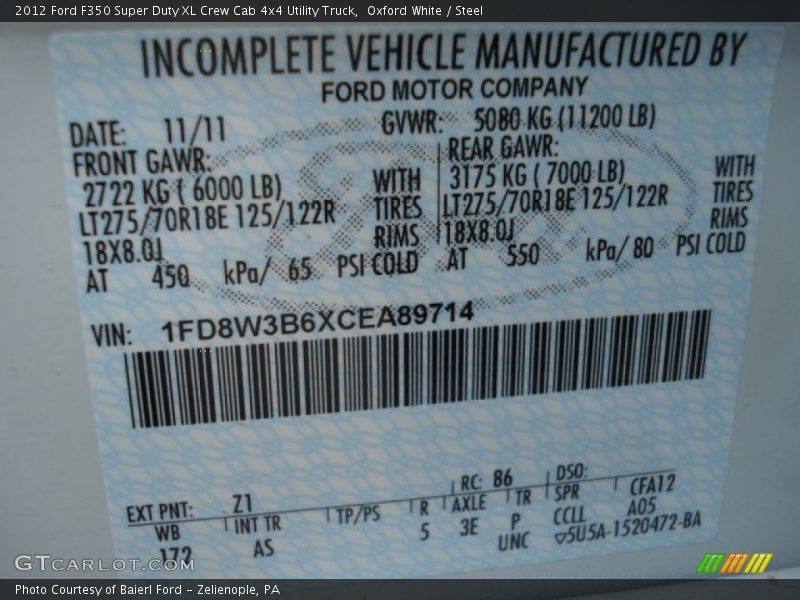 2012 Ford F350 Super Duty XL Crew Cab 4x4 Utility Truck, Oxford White / Steel
INCOMPLETE VEHICLE MANUFACTURED BY
FORD MOTOR COMPANY
DATE: 11/11 GVWR: 5080 KG (11200 LB)
FRONT GAWR: REAR GAWR:
2722 KG ( 6000 LB) WITH 3175 KG ( 7000 LB) WITH
LT275/70R18E 125/122R TIRES LT275/70R18E 125/122R TIRES
18X8.0J RIMS 18X8.0J RIMS
AT 450 kPa/ 65 PSI COLD AT 550 kPa/ 80 PSI COLD
VIN: 1FD8W3B6XCEA89714
EXT PNT: Z1 RC: 86 DSO:
WB INT TR TP/PS R AXLE TR SPR CFA12
172 AS 5 3E P CCLL A05
UNC ▽5U5A-1520472-BA
GTCARLOT.COM
Photo Courtesy of Baierl Ford – Zelienople, PA